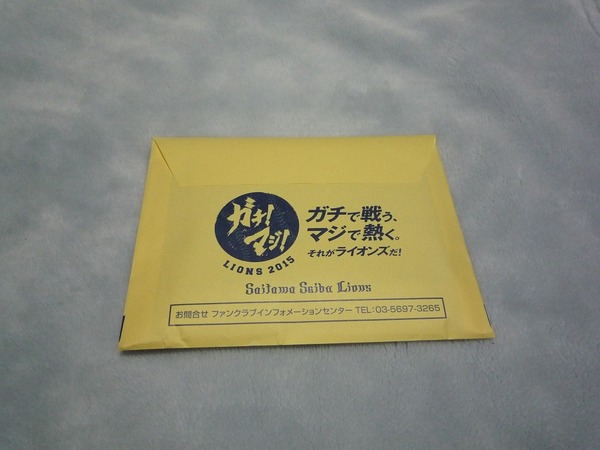 ガチ!
マジ!
LIONS 2015
ガチで戦う、
マジで熱く。
それがライオンズだ!
Saitama Seibu Lions
お問合せ ファンクラブインフォメーションセンター TEL:03-5697-3265